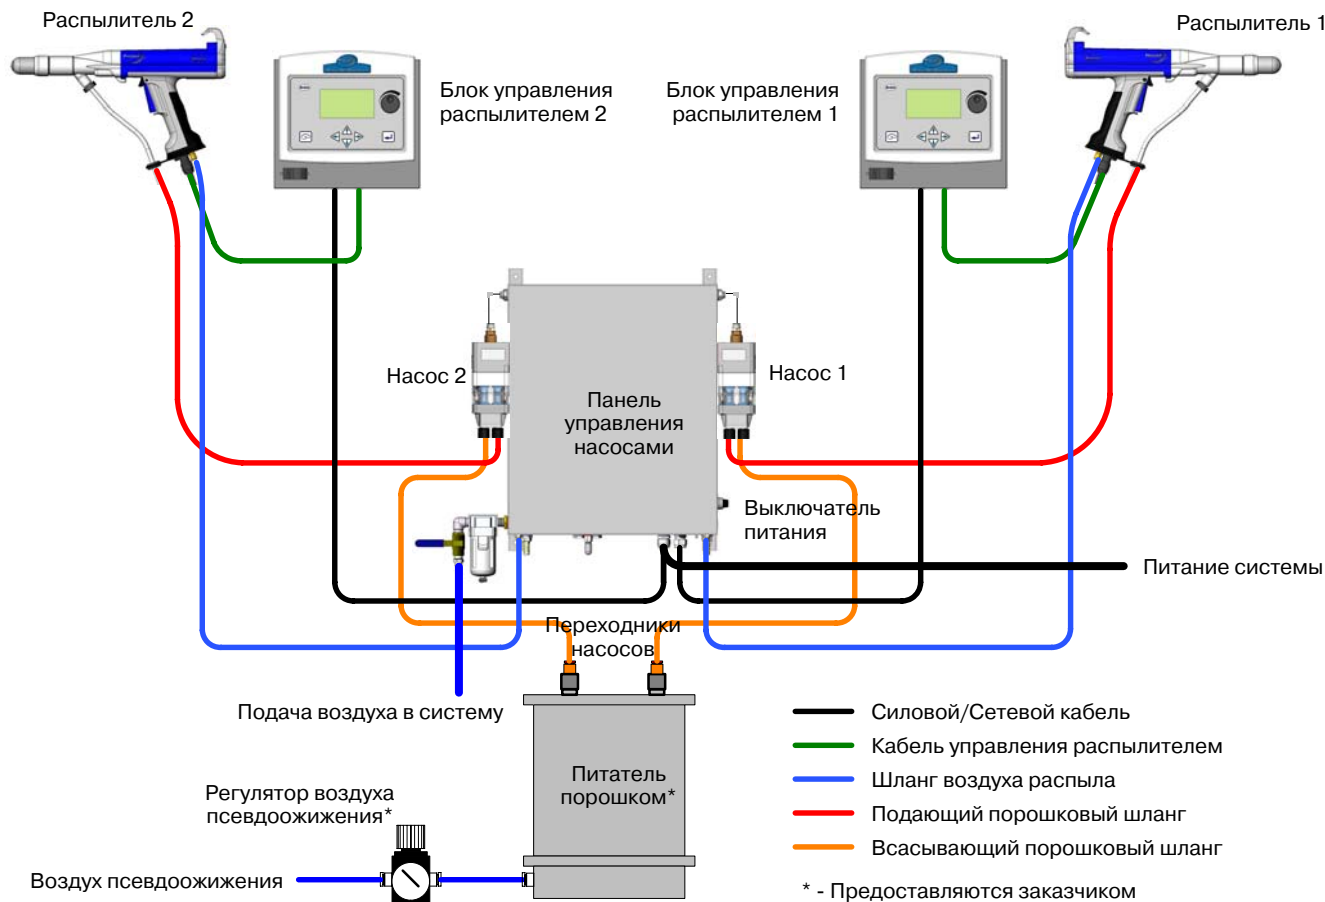 Распылитель 2
Распылитель 1
Блок управления
распылителем 2
Блок управления
распылителем 1
Насос 2
Насос 1
Панель
управления
насосами
Выключатель
питания
Питание системы
Переходники
насосов
Подача воздуха в систему
Силовой/Сетевой кабель
Кабель управления распылителем
Шланг воздуха распыла
Подающий порошковый шланг
Всасывающий порошковый шланг
Питатель
порошком*
Регулятор воздуха
псевдоожижения*
Воздух псевдоожижения
* - Предоставляются заказчиком